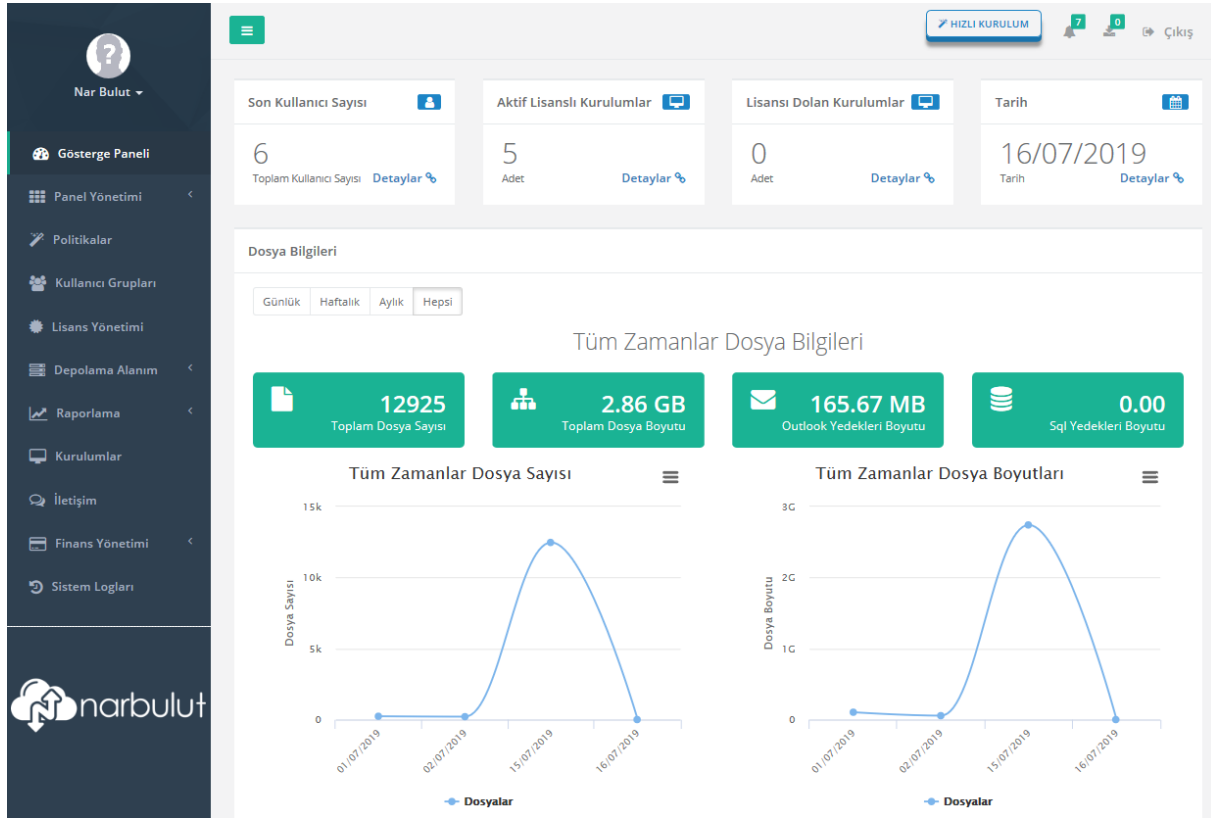 Nar Bulut
Gösterge Paneli
Panel Yönetimi
Politikalar
Kullanıcı Grupları
Lisans Yönetimi
Depolama Alanım
Raporlama
Kurulumlar
İletişim
Finans Yönetimi
Sistem Logları
narbulut
HIZLI KURULUM
7
0
Çıkış
Son Kullanıcı Sayısı
6
Toplam Kullanıcı Sayısı Detaylar
Aktif Lisanslı Kurulumlar
5
Adet Detaylar
Lisansı Dolan Kurulumlar
0
Adet Detaylar
Tarih
16/07/2019
Tarih Detaylar
Dosya Bilgileri
Günlük Haftalık Aylık Hepsi
Tüm Zamanlar Dosya Bilgileri
12925
Toplam Dosya Sayısı
2.86 GB
Toplam Dosya Boyutu
165.67 MB
Outlook Yedekleri Boyutu
0.00
Sql Yedekleri Boyutu
Tüm Zamanlar Dosya Sayısı
15k
10k
5k
0
Dosya Sayısı
01/07/2019 02/07/2019 15/07/2019 16/07/2019
Dosyalar
Tüm Zamanlar Dosya Boyutları
3G
2G
1G
0
Dosya Boyutu
01/07/2019 02/07/2019 15/07/2019 16/07/2019
Dosyalar